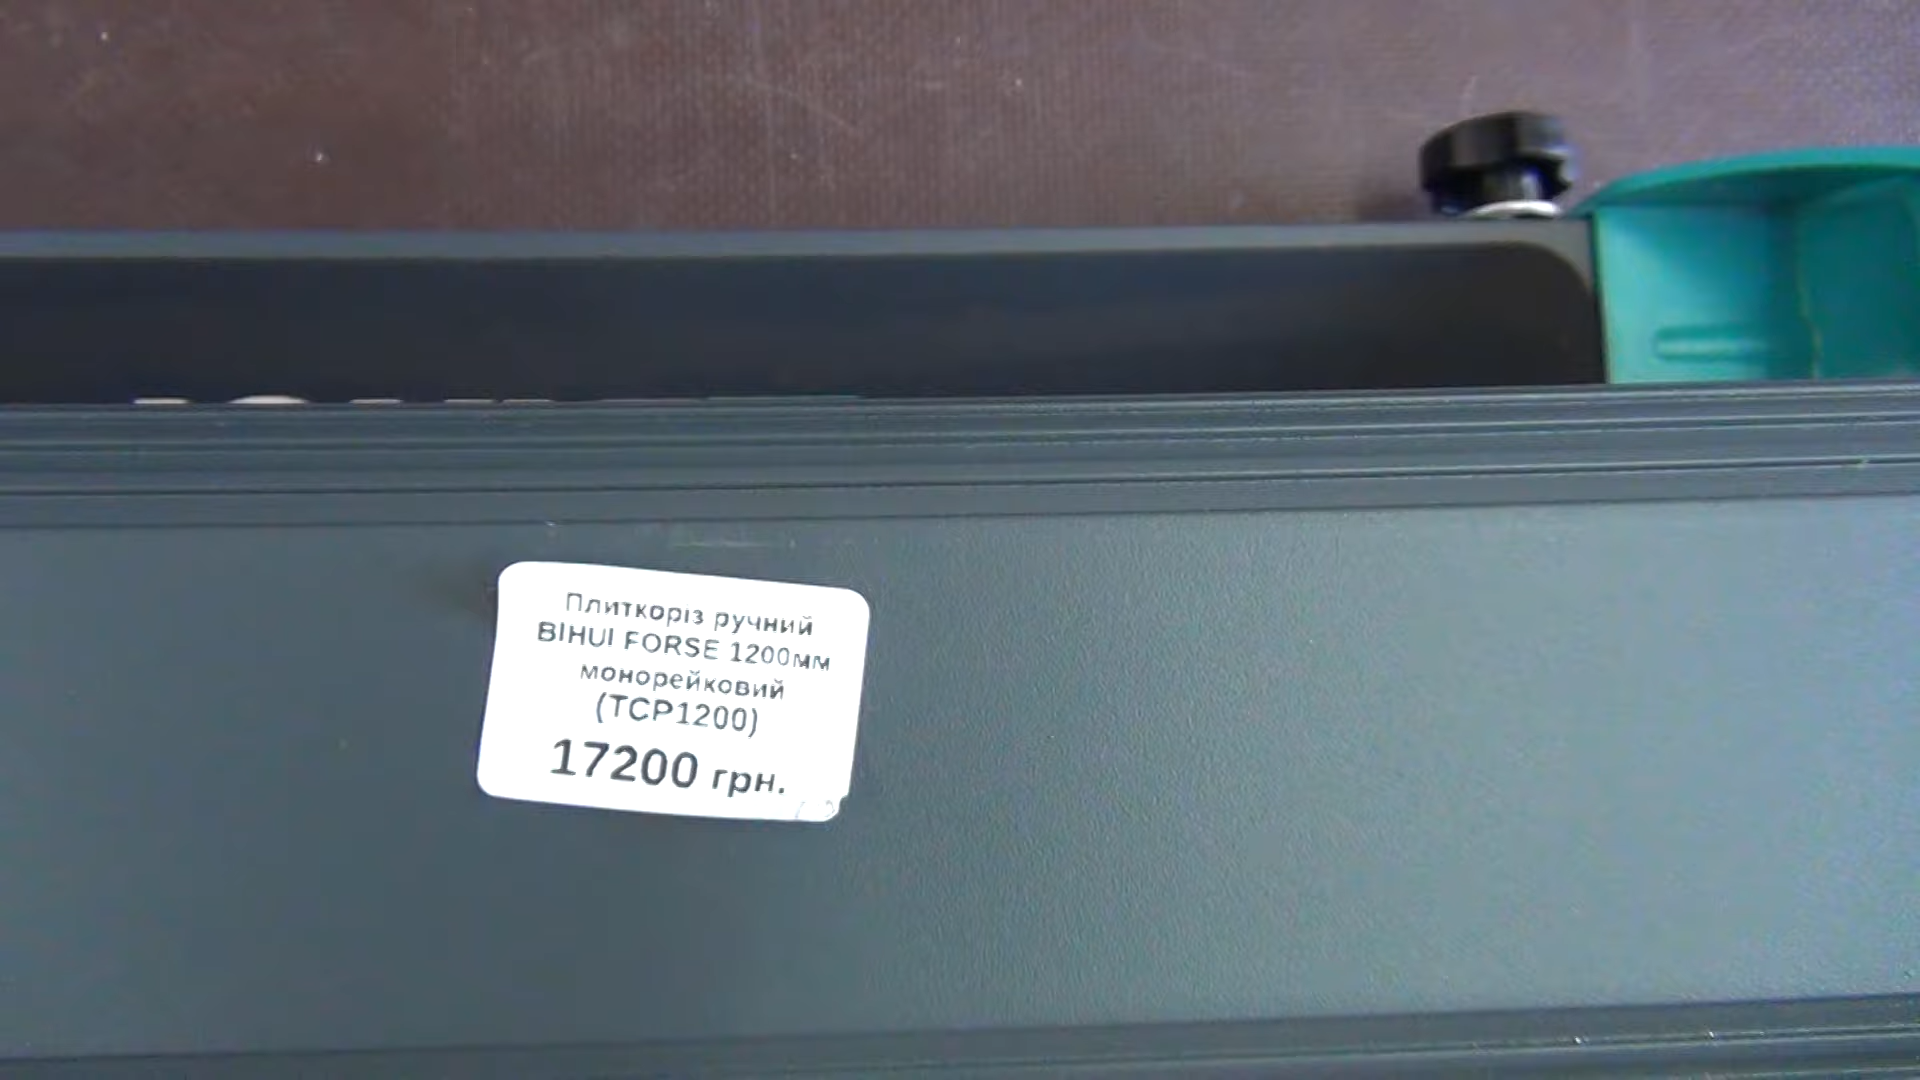 Плиткоріз ручний
BIHUI FORSE 1200мм
монорейковий
(TCP1200)
17200 грн.